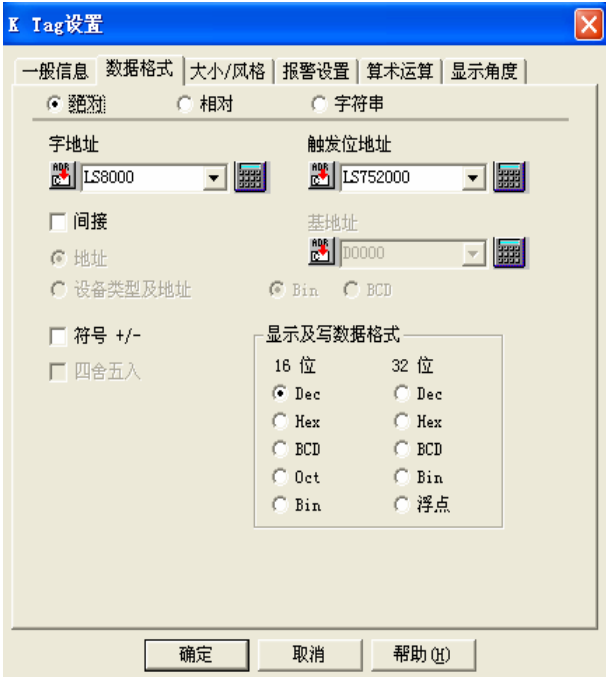 K Tag设置
一般信息 数据格式 大小/风格 报警设置 算术运算 显示角度
绝对 相对 字符串
字地址 触发位地址
ADR LS8000 ADR LS752000
间接 基地址
地址 ADR D0000
设备类型及地址 Bin BCD
符号 +/- 显示及写数据格式
四舍五入 16 位 32 位
Dec Dec
Hex Hex
BCD BCD
Oct Bin
Bin 浮点
确定 取消 帮助(H)